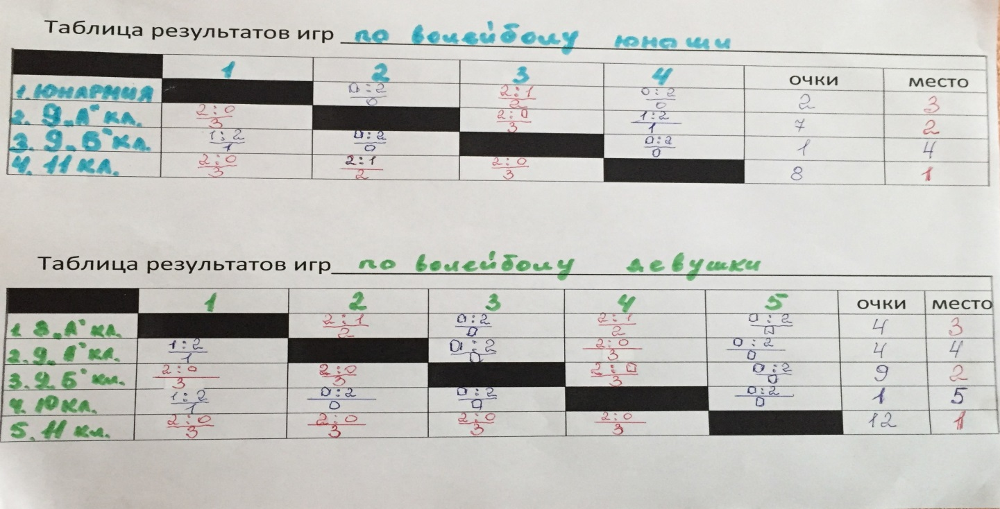 Таблица результатов игр по волейболу юноши
1 2 3 4 очки место
1. ЮНАРМИЯ 0:2/0 2:1/2 0:2/0 2 3
2. 9 „А“ кл. 2:0/3 2:0/3 1:2/1 7 2
3. 9 „Б“ кл. 1:2/1 0:2/0 0:2/0 1 4
4. 11 кл. 2:0/3 2:1/2 2:0/3 8 1
Таблица результатов игр по волейболу девушки
1 2 3 4 5 очки место
1 8 „А“ кл. 2:1/2 0:2/0 2:1/2 0:2/0 4 3
2. 9 „А“ кл. 1:2/1 0:2/0 2:0/3 0:2/0 4 4
3. 9 „Б“ кл. 2:0/3 2:0/3 2:0/3 0:2/0 9 2
4. 10 кл. 1:2/1 0:2/0 0:2/0 0:2/0 1 5
5. 11 кл. 2:0/3 2:0/3 2:0/3 2:0/3 12 1